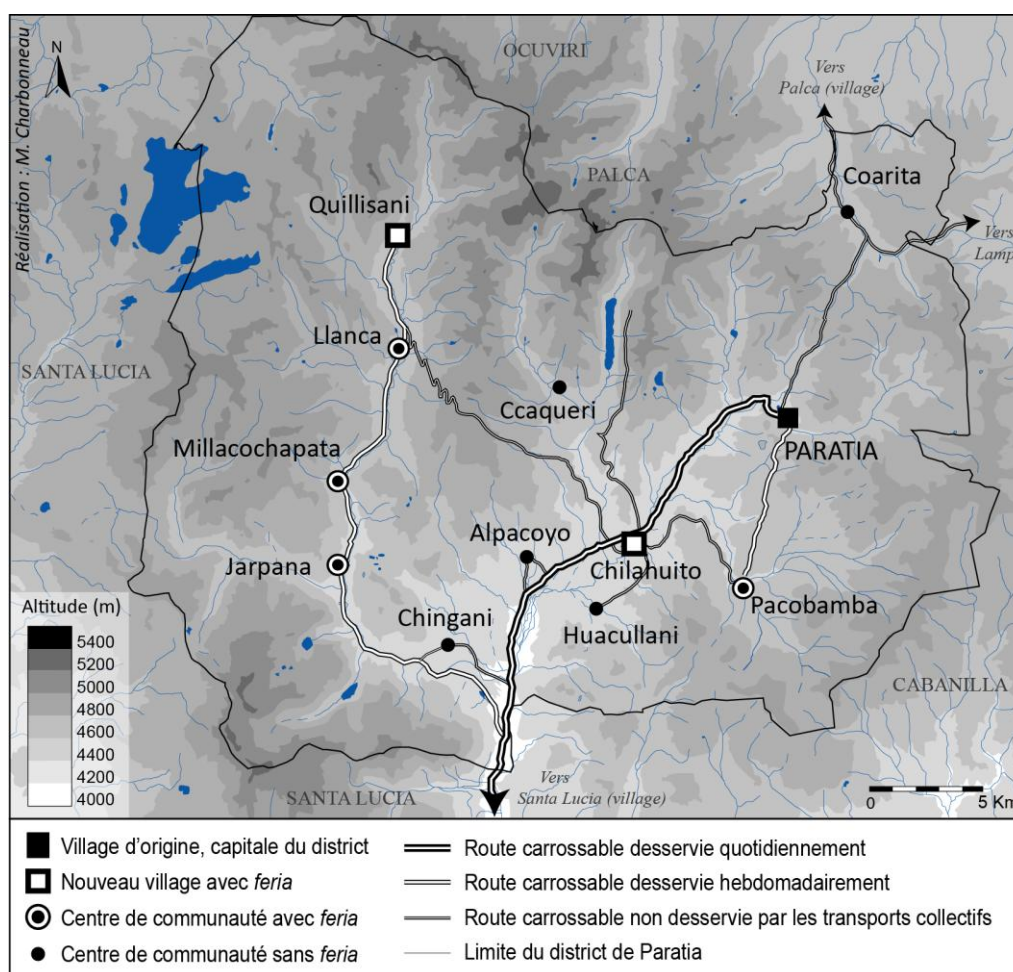 Réalisation : M. Charbonneau
N
OCUVIRI
Vers
Palca (village)
PALCA
Coarita
Quillisani
Vers
Lamp
Llanca
SANTA LUCIA
Ccaqueri
Millacochapata
PARATIA
Alpacoyo
Jarpana
Chilahuito
Pacobamba
Altitude (m)
Chingani
Huacullani
5400
5200
5000
4800
4600
4400
4200
4000
CABANILLA
SANTA LUCIA
Vers
Santa Lucia (village)
0 5 Km
Village d'origine, capitale du district
Nouveau village avec feria
Centre de communauté avec feria
Centre de communauté sans feria
Route carrossable desservie quotidiennement
Route carrossable desservie hebdomadairement
Route carrossable non desservie par les transports collectifs
Limite du district de Paratia